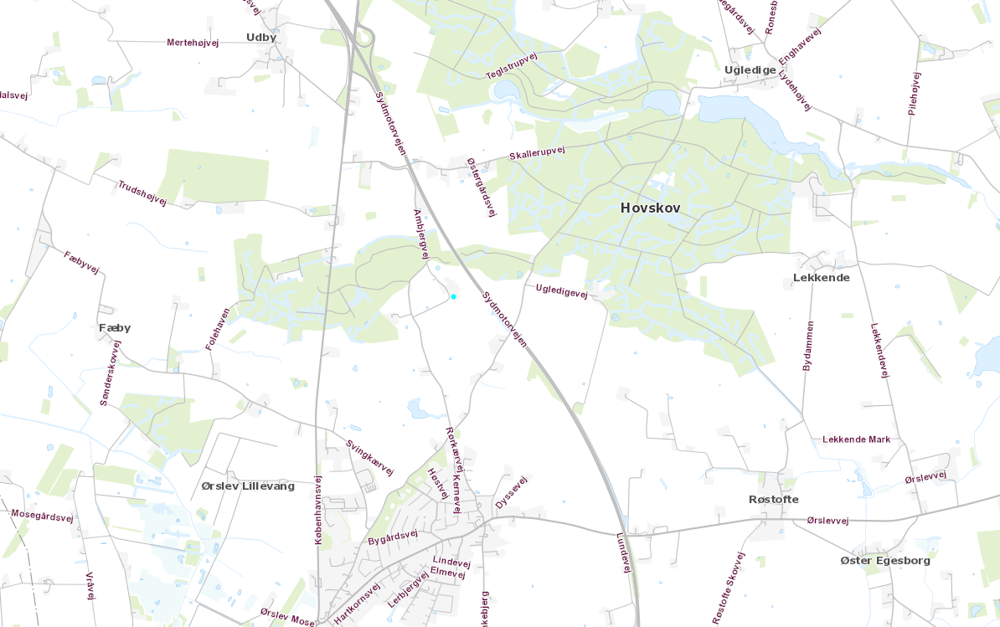 Udby
Mertehøjvej
Teglstrupvej
Enghavevej
Ugledige
Lydehøjvej
Pilehøjvej
Sydmotorvejen
Skallerupvej
Østergårdsvej
Trudshøjvej
Hovskov
Ambjergvej
Fæbyvej
Ugledigevej
Lekkende
Sydmotorvejen
Fæby
Folehaven
Sønderskovvej
Bydammen
Lekkendevej
Svingkærvej
Rørkærvej
Lekkende Mark
Ørslev Lillevang
Høstvej
Kernevej
Dyssevej
Københavnsvej
Ørslevvej
Røstofte
Mosegårdsvej
Ørslevvej
Bygårdsvej
Lundevej
Lindevej
Elmevej
Øster Egesborg
Lerbjergvej
Vråvej
Hartkornsvej
Røstofte Skovvej
Ørslev Mose